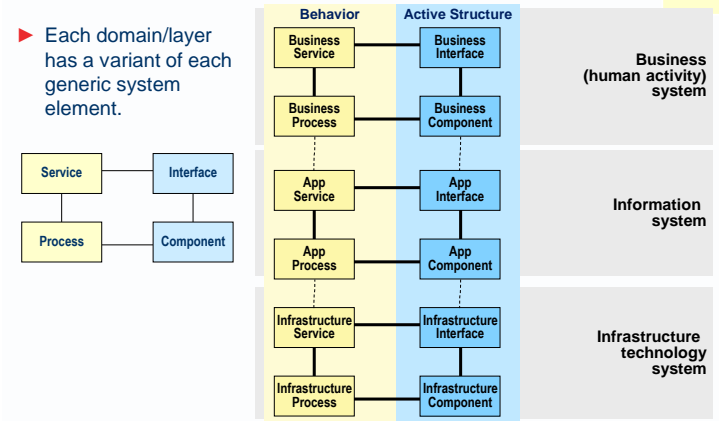 ► Each domain/layer
has a variant of each
generic system
element.
Service
Interface
Process
Component
Behavior
Active Structure
Business
Service
Business
Interface
Business
Process
Business
Component
Business
(human activity)
system
App
Service
App
Interface
App
Process
App
Component
Information
system
Infrastructure
Service
Infrastructure
Interface
Infrastructure
Process
Infrastructure
Component
Infrastructure
technology
system